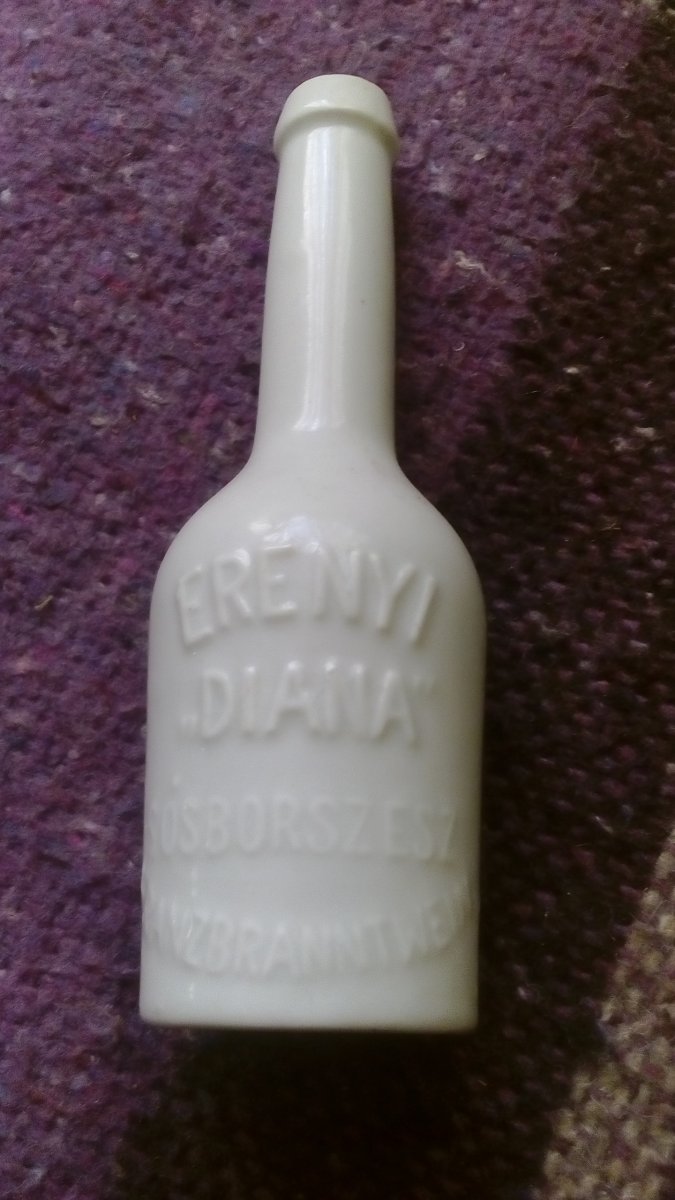 ERÉNYI
„DIANA"
SÓSBORSZESZ
FRANZBRANNTWEIN